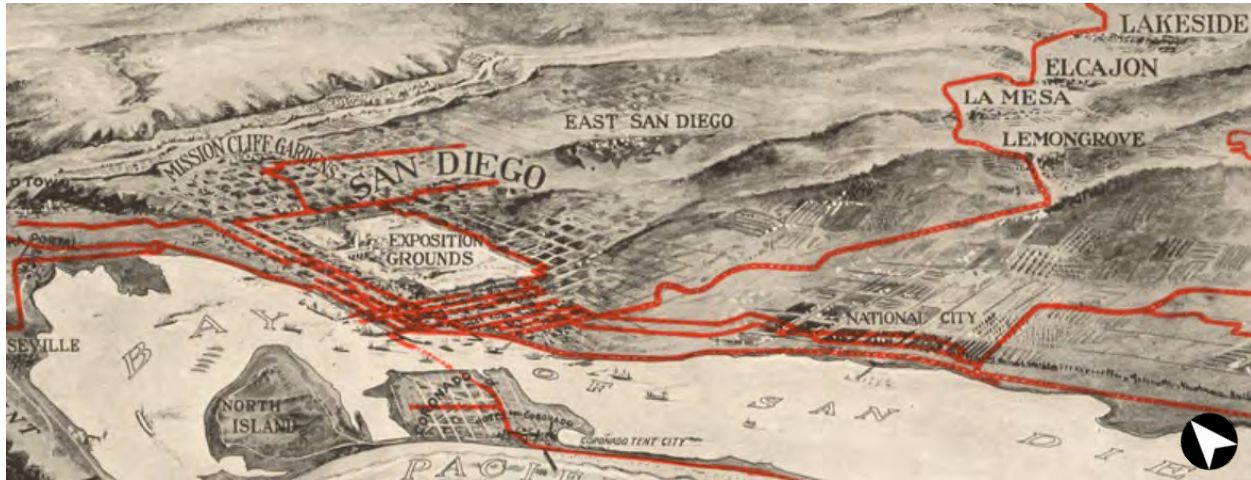 LAKESIDE
ELCAJON
LA MESA
EAST SAN DIEGO
LEMONGROVE
MISSION CLIFF GARDENS
SAN DIEGO
TOWN
EXPOSITION
GROUNDS
NATIONAL CITY
SEVILLE
BAY OF SAN DIE
NORTH
ISLAND
CORONADO
CORONADO TENT CITY